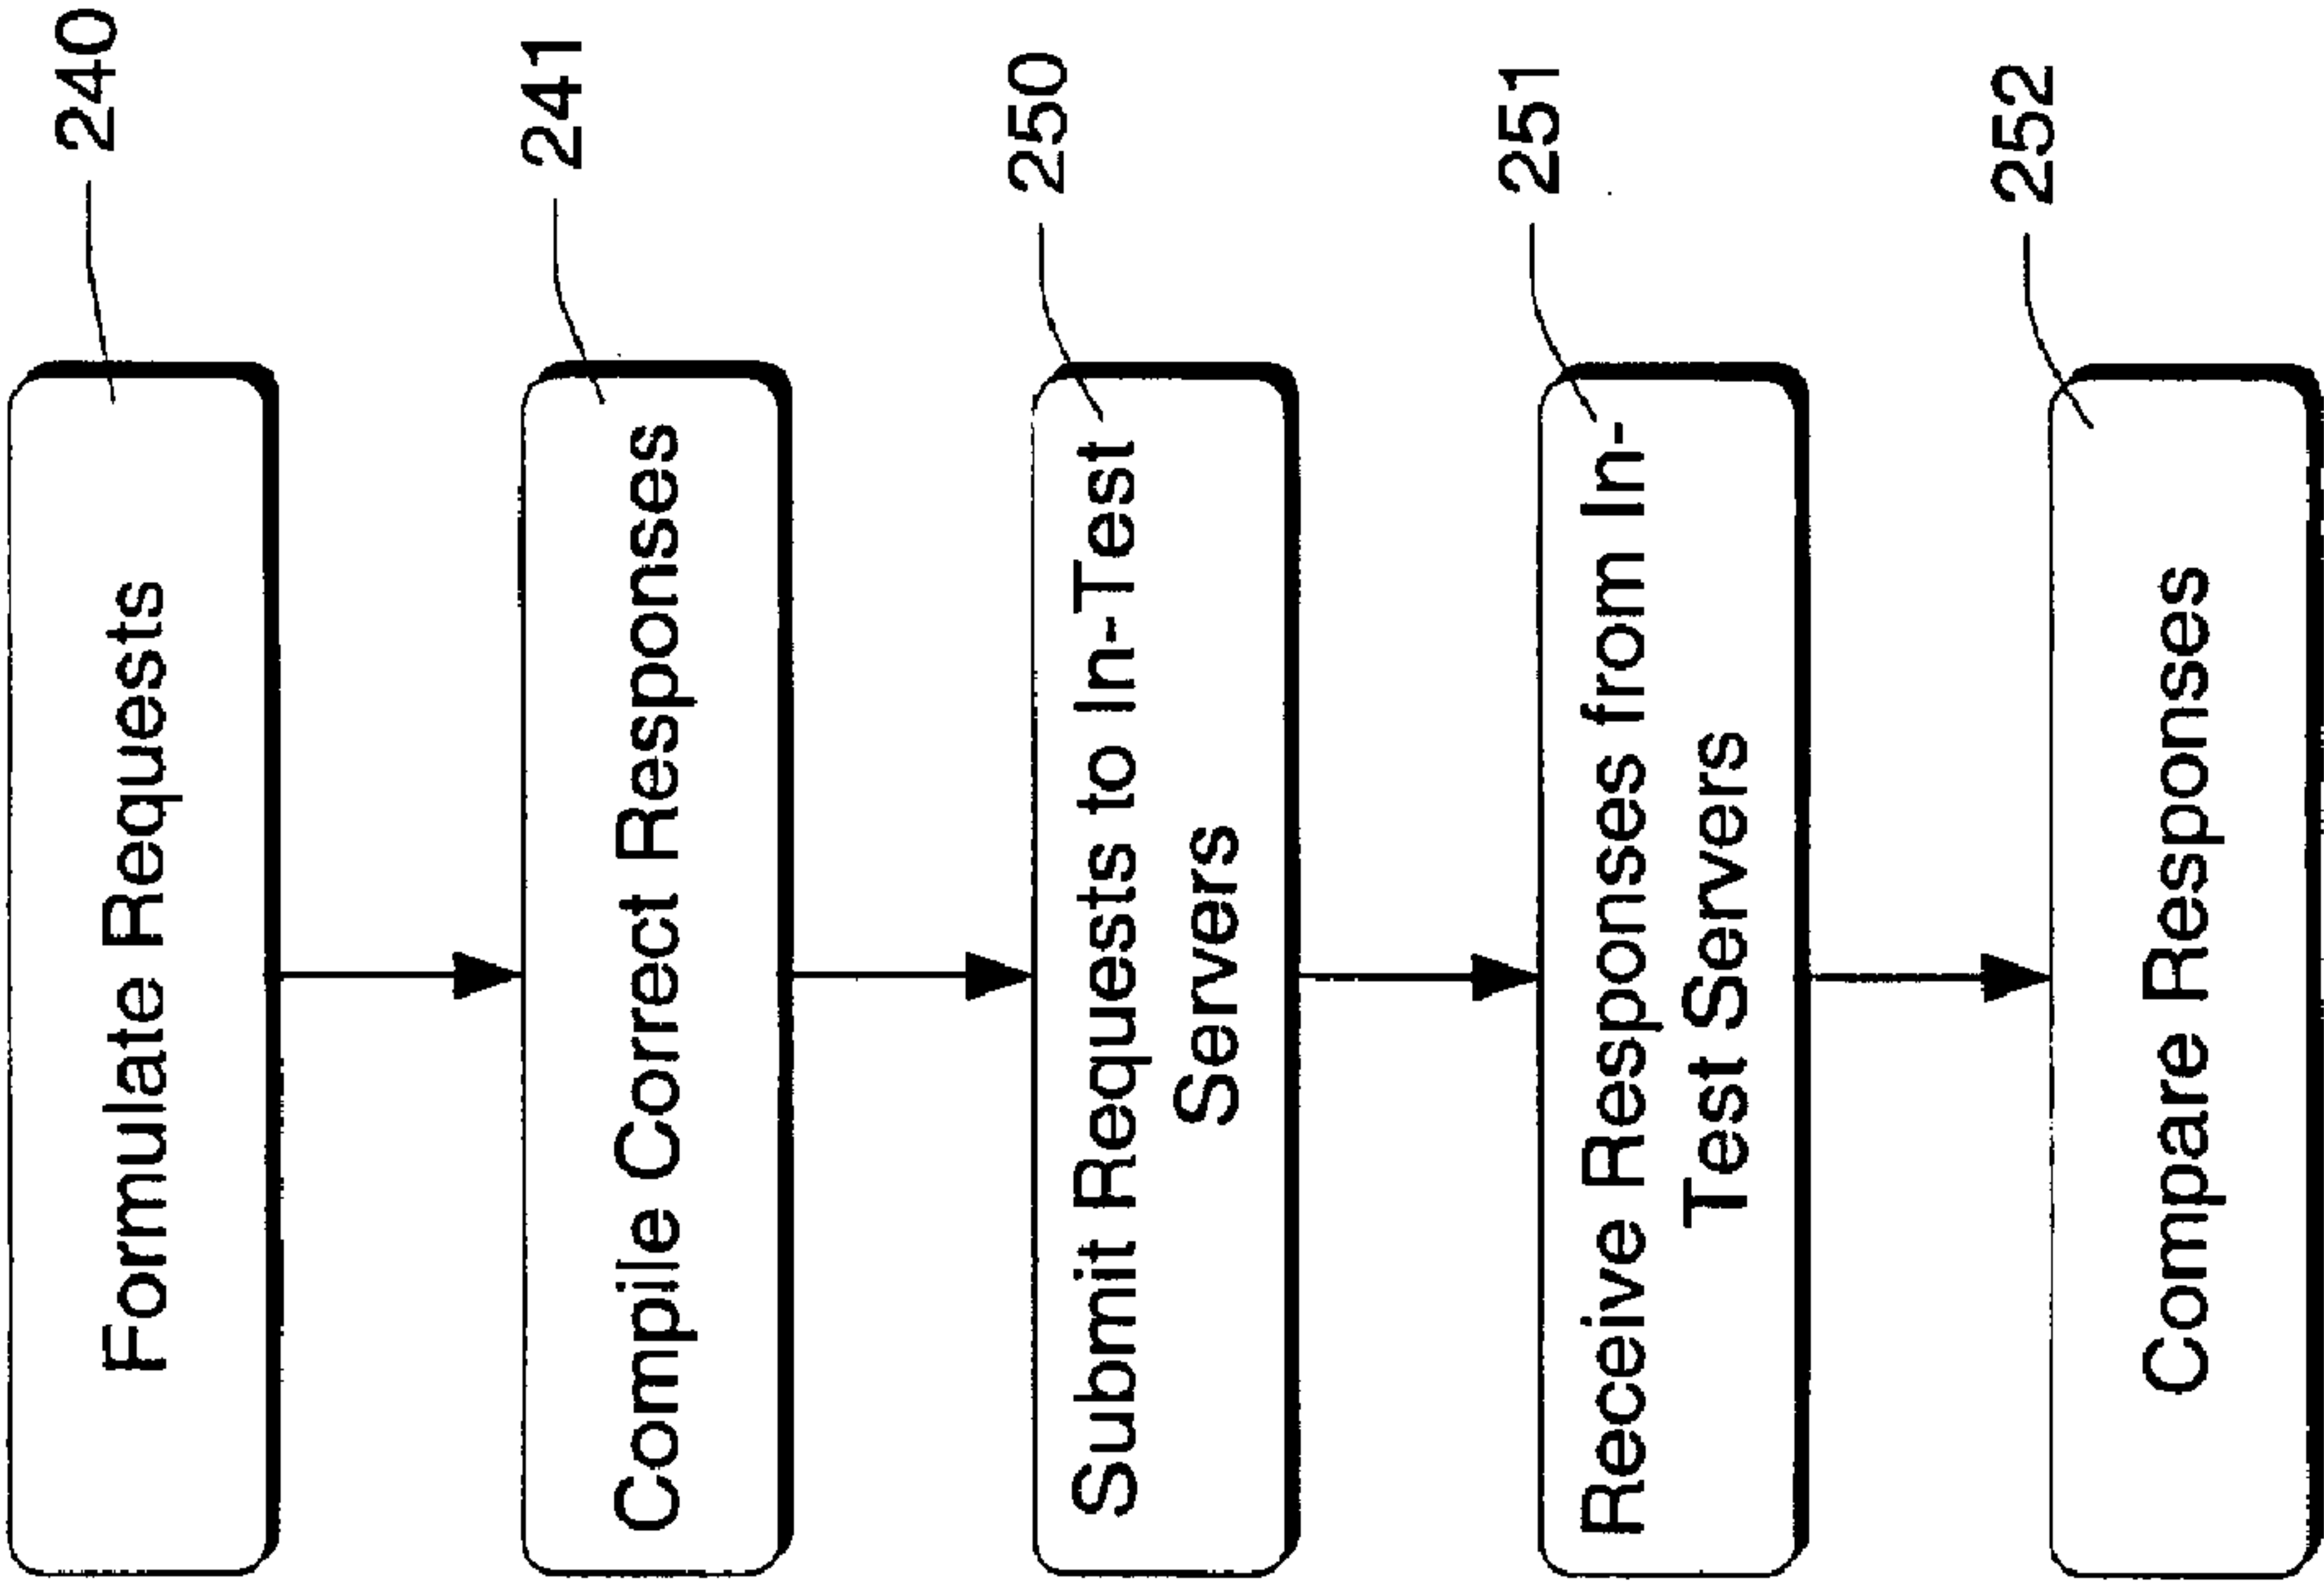 Formulate Requests
240
Compile Correct Responses
241
Submit Requests to In-Test
Servers
250
Receive Responses from In-
Test Servers
251
Compare Responses
252